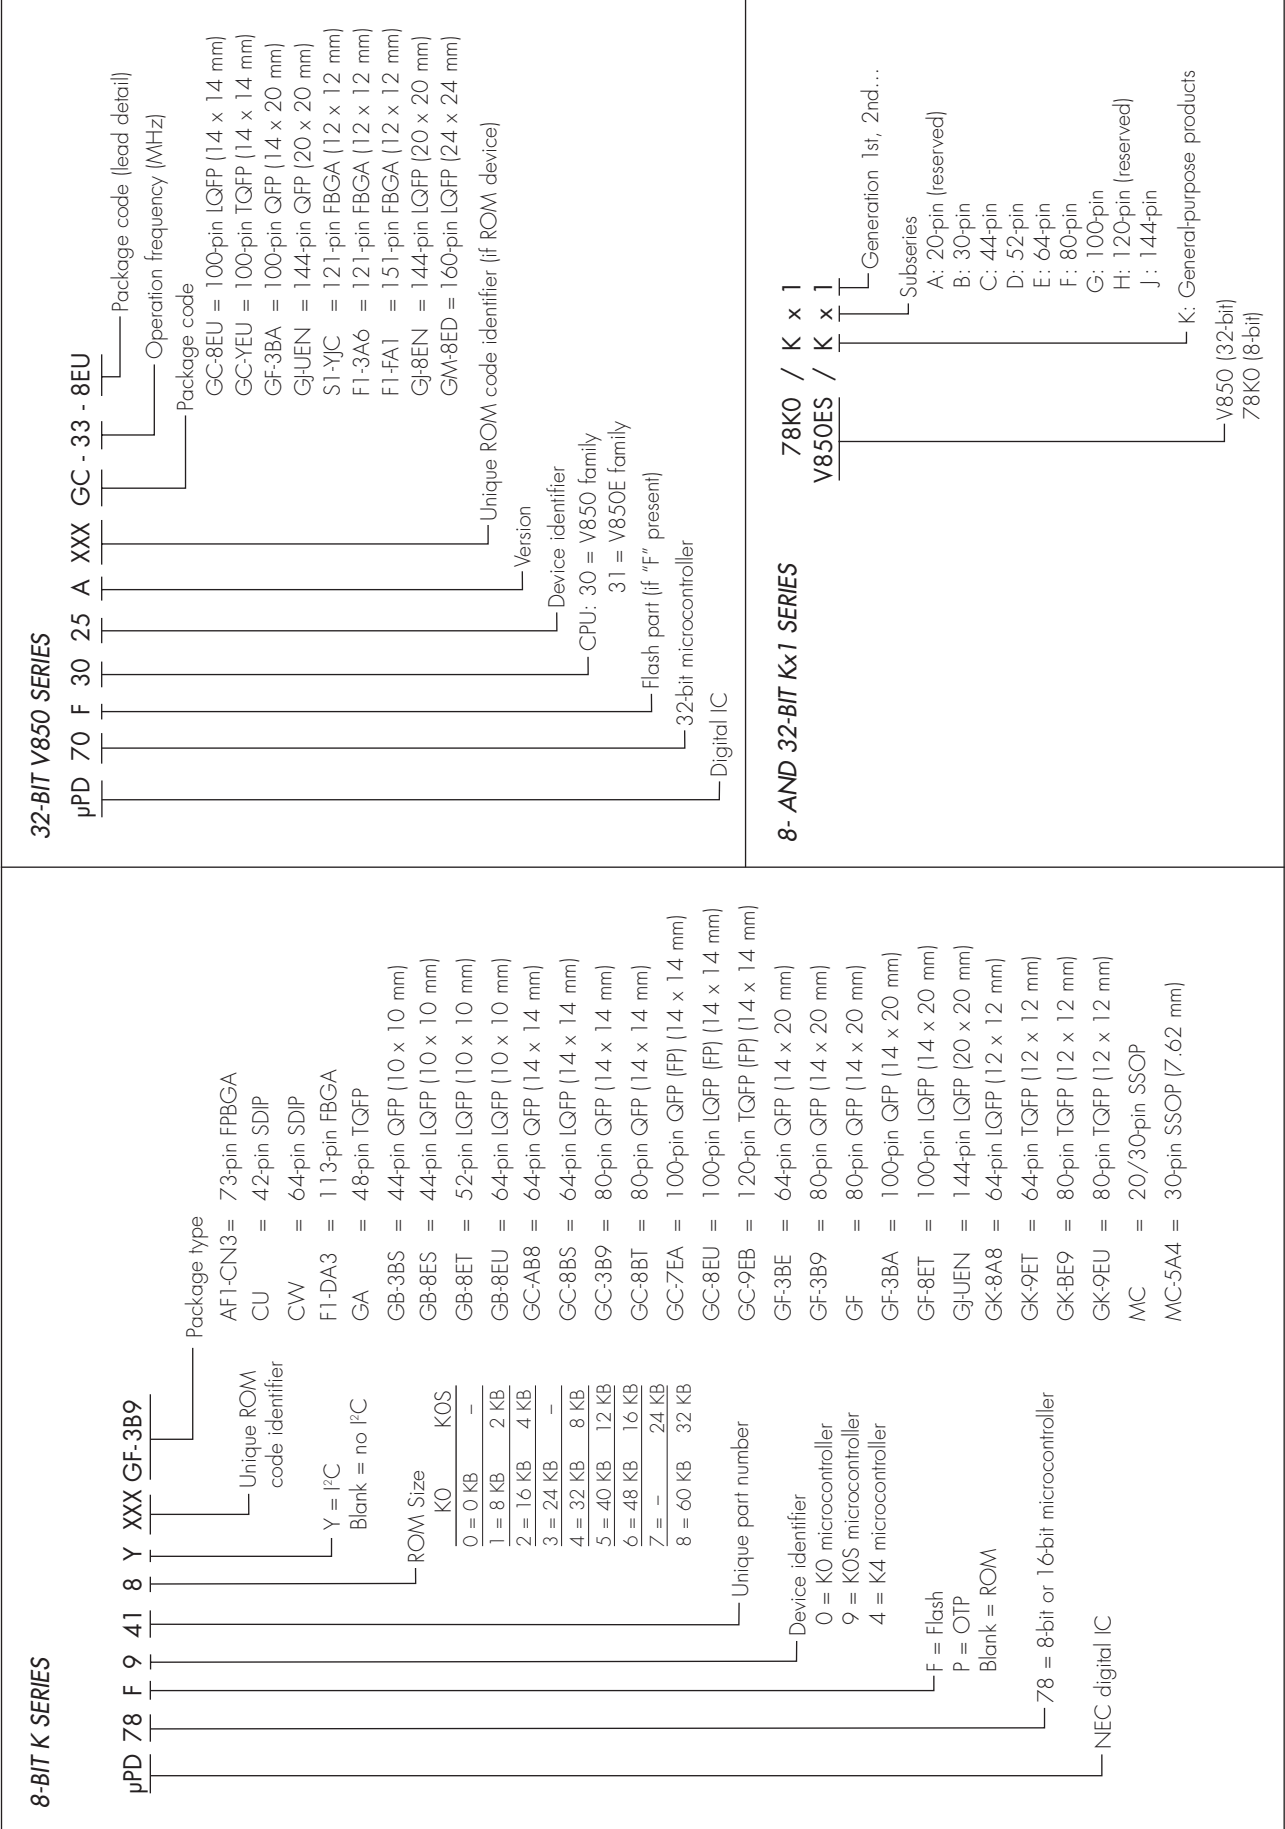 8-BIT K SERIES
µPD 78 F 9 41 8 Y XXX GF-3B9
Package type
AF1-CN3 = 73-pin FPBGA
CU = 42-pin SDIP
CW = 64-pin SDIP
F1-DA3 = 113-pin FBGA
GA = 48-pin TQFP
GB-3BS = 44-pin QFP (10 x 10 mm)
GB-8ES = 44-pin LQFP (10 x 10 mm)
GB-8ET = 52-pin LQFP (10 x 10 mm)
GB-8EU = 64-pin LQFP (10 x 10 mm)
GC-AB8 = 64-pin QFP (14 x 14 mm)
GC-8BS = 64-pin LQFP (14 x 14 mm)
GC-3B9 = 80-pin QFP (14 x 14 mm)
GC-8BT = 80-pin QFP (14 x 14 mm)
GC-7EA = 100-pin QFP (FP) (14 x 14 mm)
GC-8EU = 100-pin LQFP (FP) (14 x 14 mm)
GC-9EB = 120-pin TQFP (FP) (14 x 14 mm)
GF-3BE = 64-pin QFP (14 x 20 mm)
GF-3B9 = 80-pin QFP (14 x 20 mm)
GF = 80-pin QFP (14 x 20 mm)
GF-3BA = 100-pin QFP (14 x 20 mm)
GF-8ET = 100-pin LQFP (14 x 20 mm)
GJ-UEN = 144-pin LQFP (20 x 20 mm)
GK-8A8 = 64-pin LQFP (12 x 12 mm)
GK-9ET = 64-pin TQFP (12 x 12 mm)
GK-BE9 = 80-pin TQFP (12 x 12 mm)
GK-9EU = 80-pin TQFP (12 x 12 mm)
MC = 20/30-pin SSOP
MC-5A4 = 30-pin SSOP (7.62 mm)
Unique ROM
code identifier
Y = I²C
Blank = no I²C
ROM Size
K0 K0S
0 = 0 KB –
1 = 8 KB 2 KB
2 = 16 KB 4 KB
3 = 24 KB –
4 = 32 KB 8 KB
5 = 40 KB 12 KB
6 = 48 KB 16 KB
7 = – 24 KB
8 = 60 KB 32 KB
Unique part number
Device identifier
0 = K0 microcontroller
9 = K0S microcontroller
4 = K4 microcontroller
F = Flash
P = OTP
Blank = ROM
78 = 8-bit or 16-bit microcontroller
NEC digital IC
32-BIT V850 SERIES
µPD 70 F 30 25 A XXX GC - 33 - 8EU
Package code (lead detail)
Operation frequency (MHz)
Package code
GC-8EU = 100-pin LQFP (14 x 14 mm)
GC-YEU = 100-pin TQFP (14 x 14 mm)
GF-3BA = 100-pin QFP (14 x 20 mm)
GJ-UEN = 144-pin QFP (20 x 20 mm)
S1-YJC = 121-pin FBGA (12 x 12 mm)
F1-3A6 = 121-pin FBGA (12 x 12 mm)
F1-FA1 = 151-pin FBGA (12 x 12 mm)
GJ-8EN = 144-pin LQFP (20 x 20 mm)
GM-8ED = 160-pin LQFP (24 x 24 mm)
Unique ROM code identifier (if ROM device)
Version
Device identifier
CPU: 30 = V850 family
31 = V850E family
Flash part (if “F” present)
32-bit microcontroller
Digital IC
8- AND 32-BIT Kx1 SERIES
78K0 / K x 1
V850ES / K x 1
Generation 1st, 2nd...
Subseries
A: 20-pin (reserved)
B: 30-pin
C: 44-pin
D: 52-pin
E: 64-pin
F: 80-pin
G: 100-pin
H: 120-pin (reserved)
J : 144-pin
K: General-purpose products
V850 (32-bit)
78K0 (8-bit)